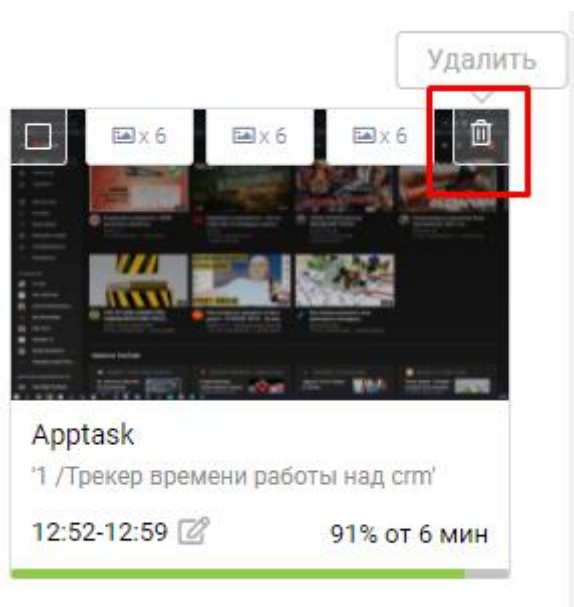 Удалить
x 6 x 6 x 6
Apptask
'1 /Трекер времени работы над crm'
12:52-12:59 91% от 6 мин